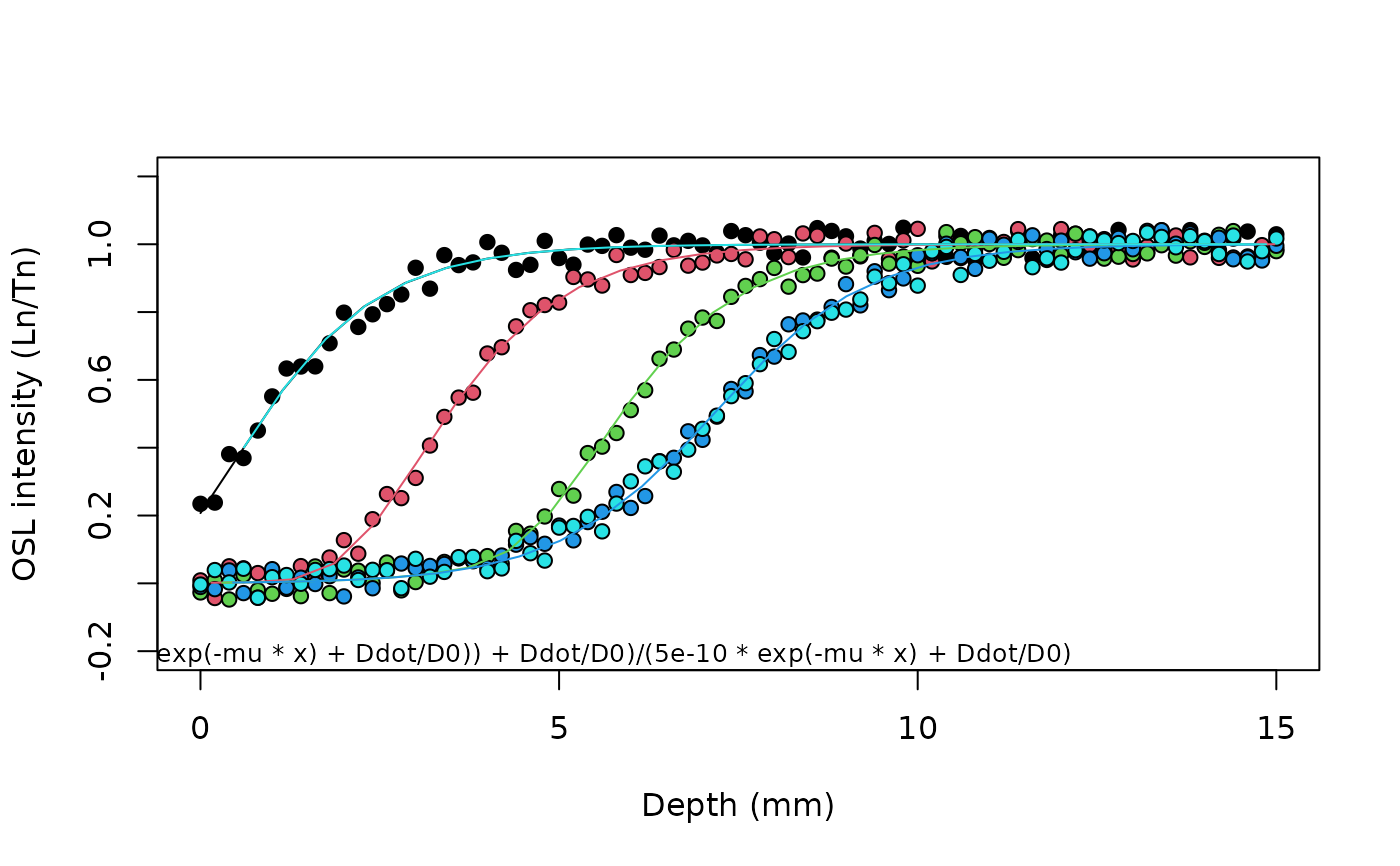 OSL intensity (Ln/Tn)
1.0
0.6
0.2
-0.2
exp(-mu * x) + Ddot/D0)) + Ddot/D0)/(5e-10 * exp(-mu * x) + Ddot/D0)
0 5 10 15
Depth (mm)